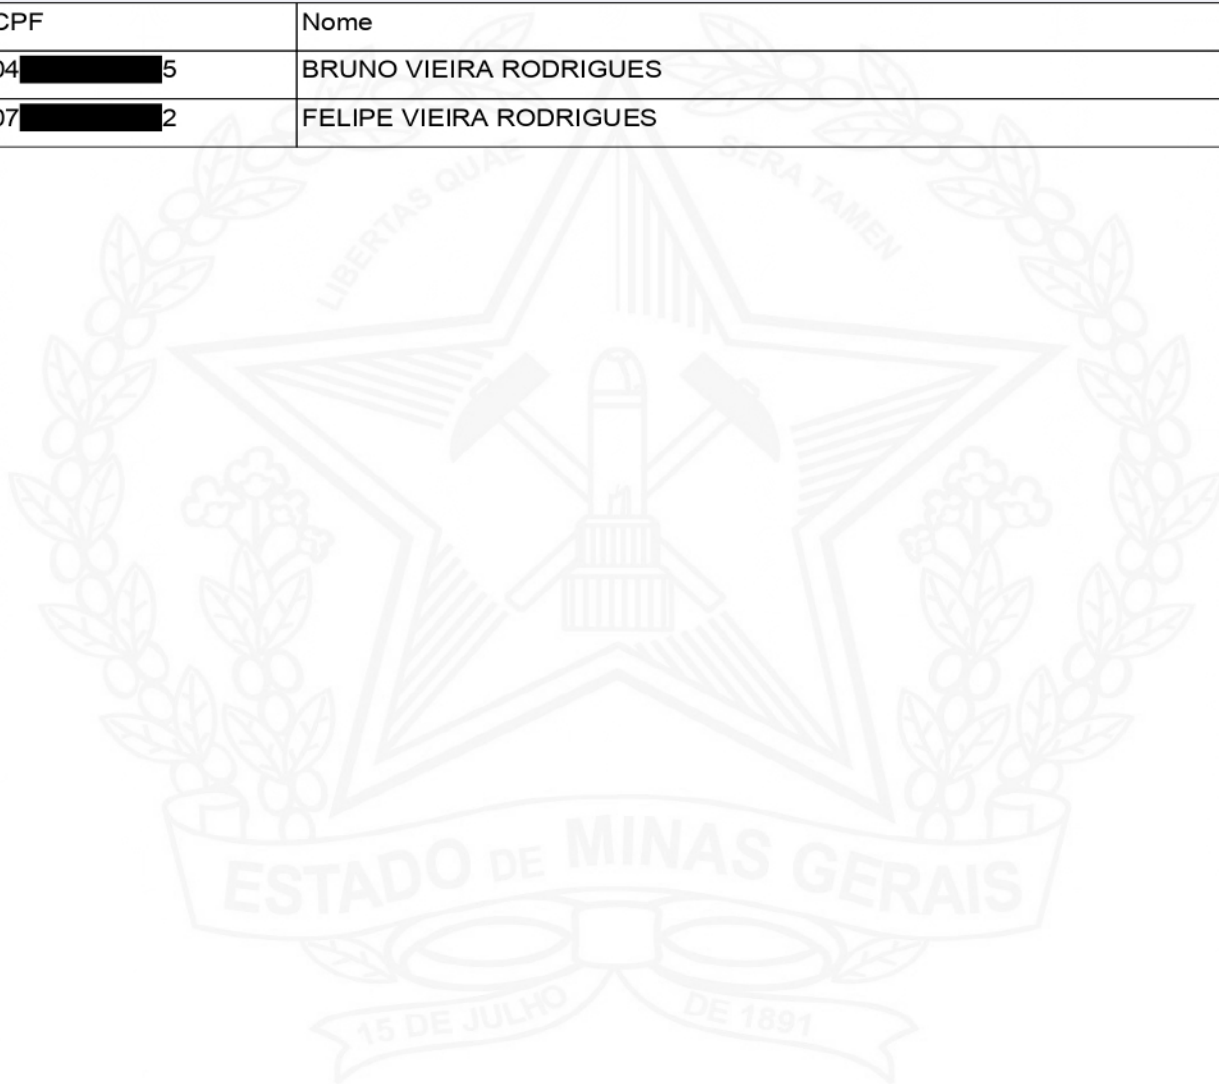 CPF Nome
04 5 BRUNO VIEIRA RODRIGUES
07 2 FELIPE VIEIRA RODRIGUES
LIBERTAS QUAE SERA TAMEN
ESTADO DE MINAS GERAIS
15 DE JULHO DE 1891